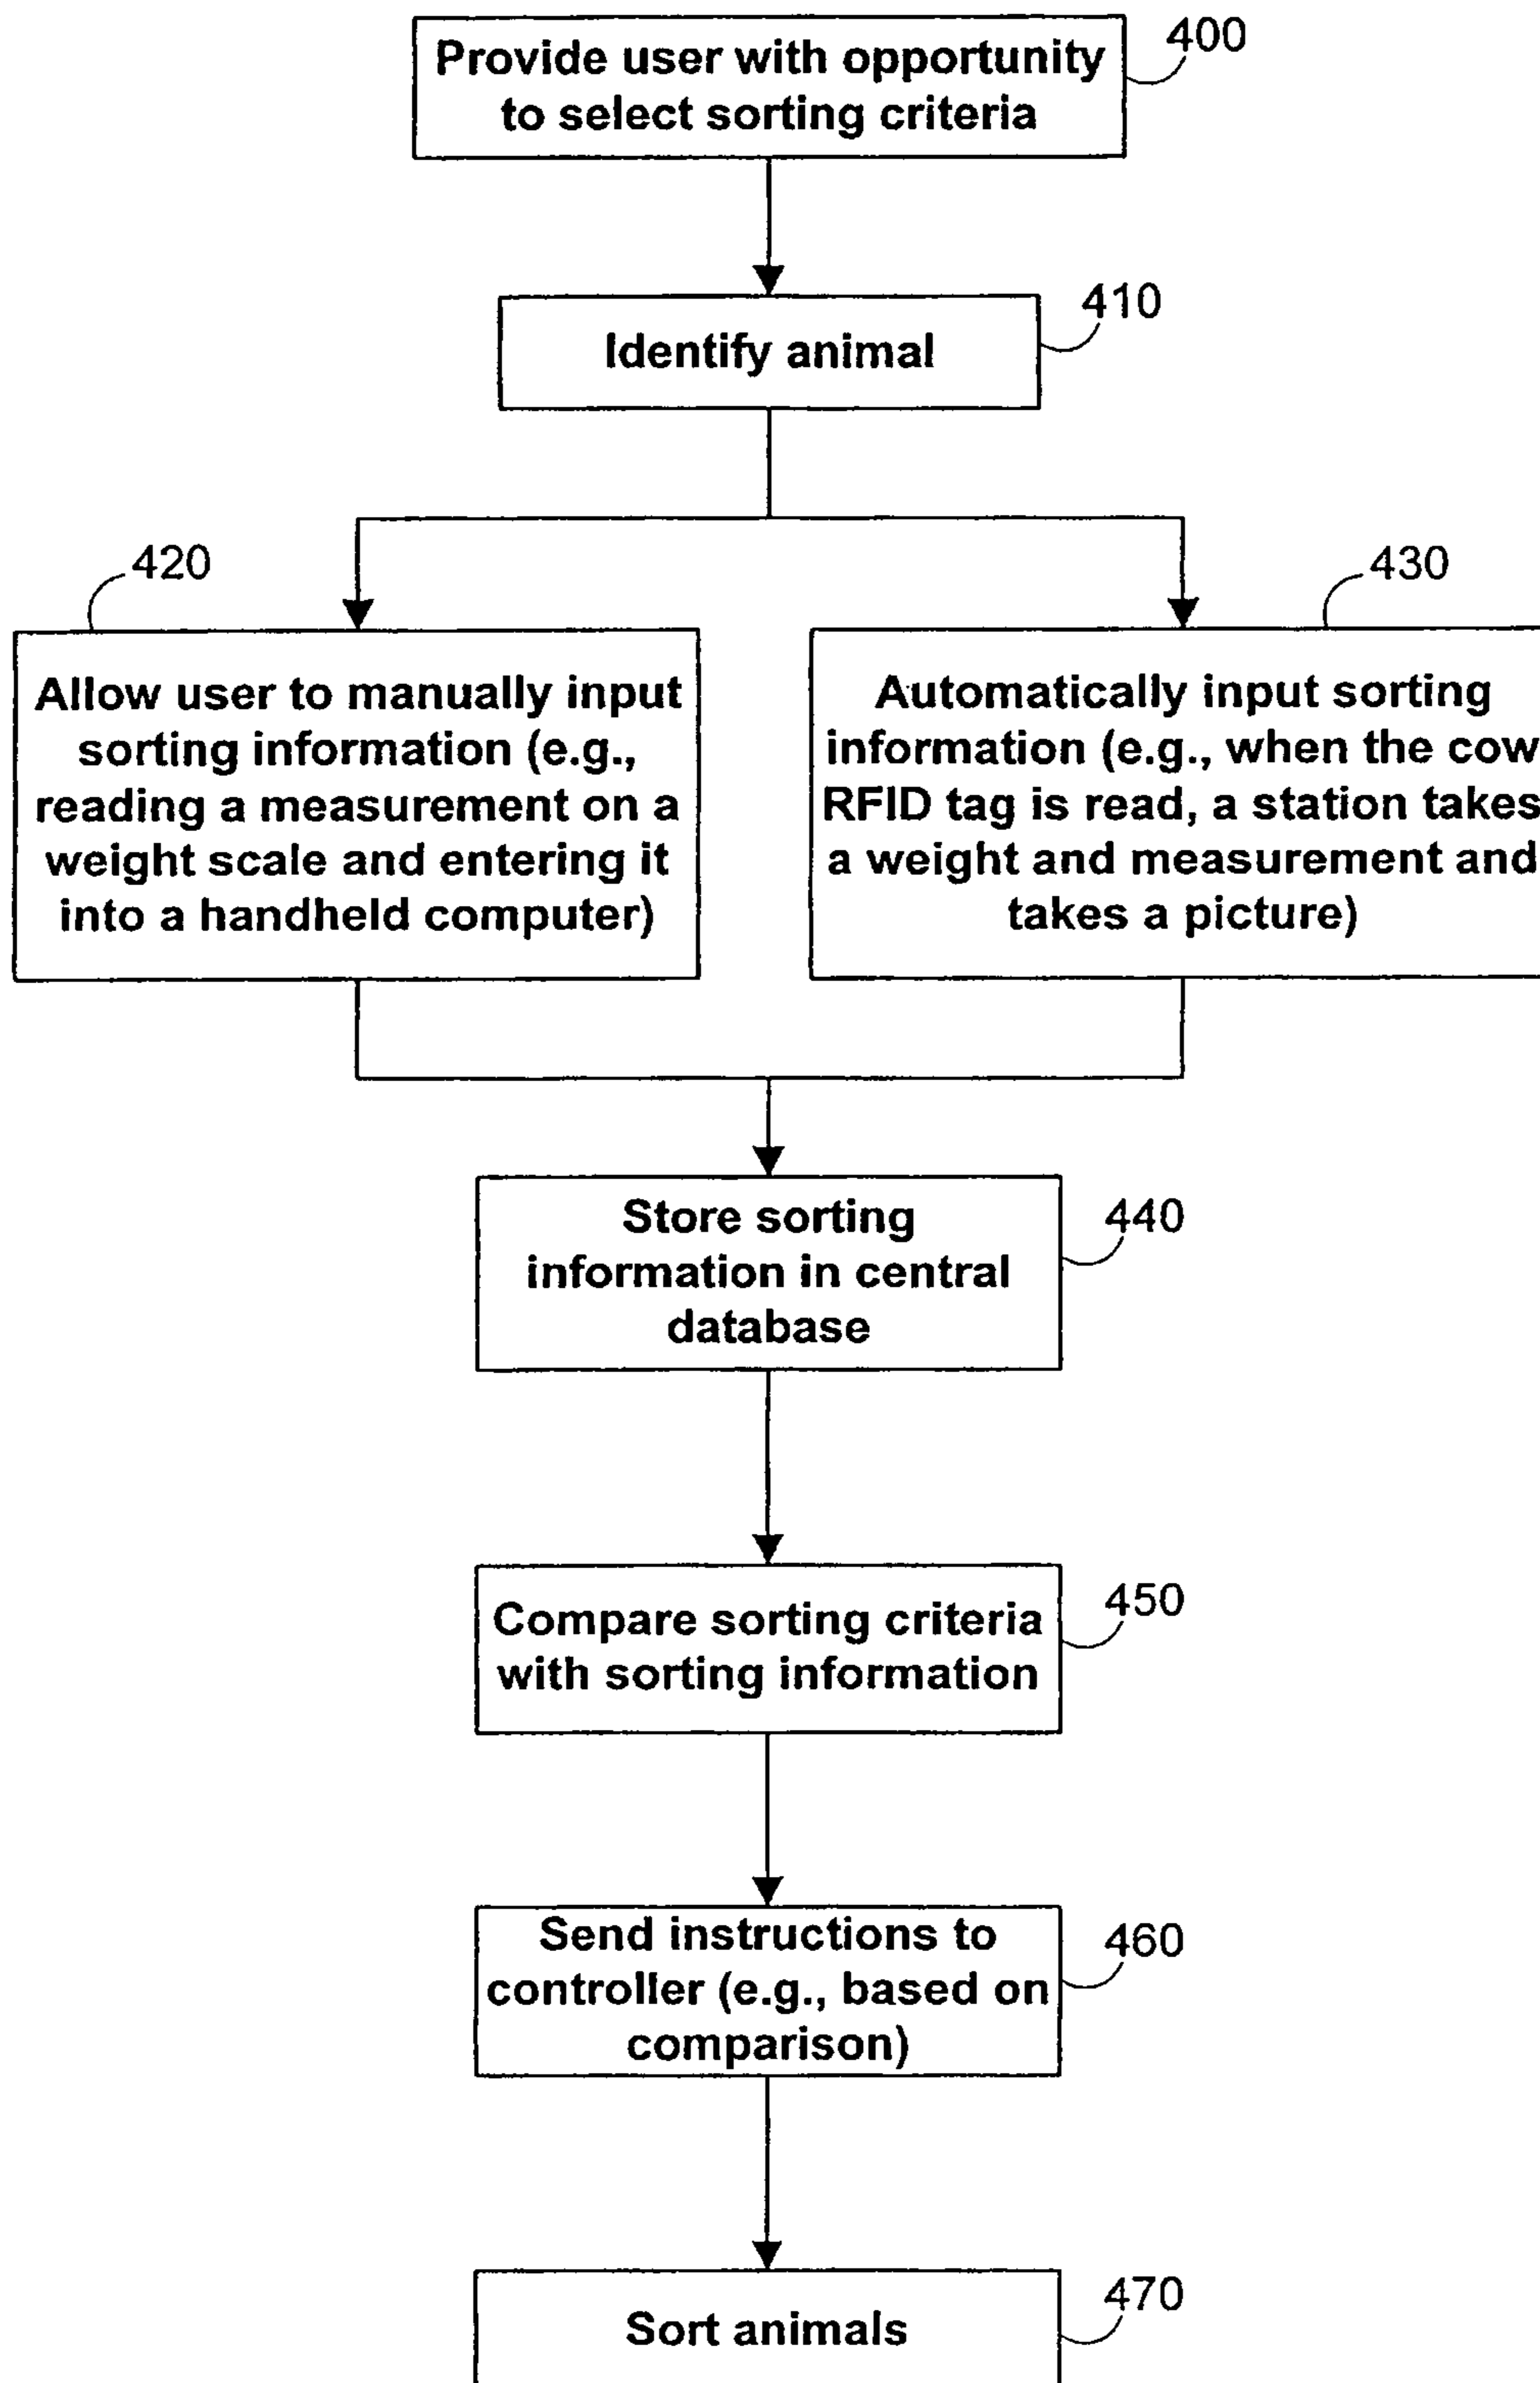 Provide user with opportunity
to select sorting criteria
400
Identify animal
410
420
Allow user to manually input
sorting information (e.g.,
reading a measurement on a
weight scale and entering it
into a handheld computer)
430
Automatically input sorting
information (e.g., when the cow
RFID tag is read, a station takes
a weight and measurement and
takes a picture)
Store sorting
information in central
database
440
Compare sorting criteria
with sorting information
450
Send instructions to
controller (e.g., based on
comparison)
460
Sort animals
470